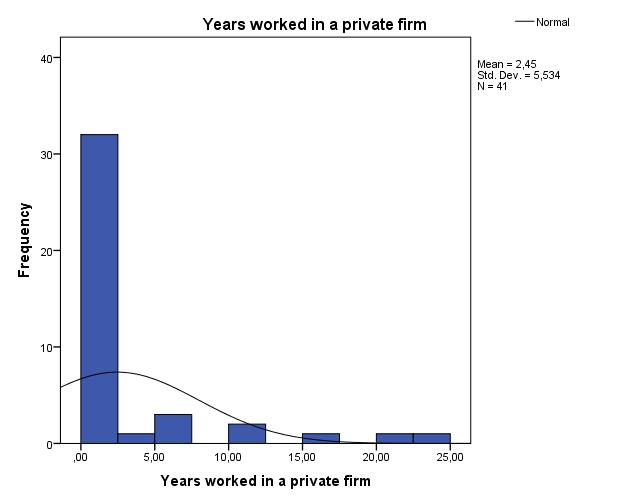 Years worked in a private firm
Normal
Mean = 2,45
Std. Dev. = 5,534
N = 41
Frequency
40
30
20
10
0
,00 5,00 10,00 15,00 20,00 25,00
Years worked in a private firm